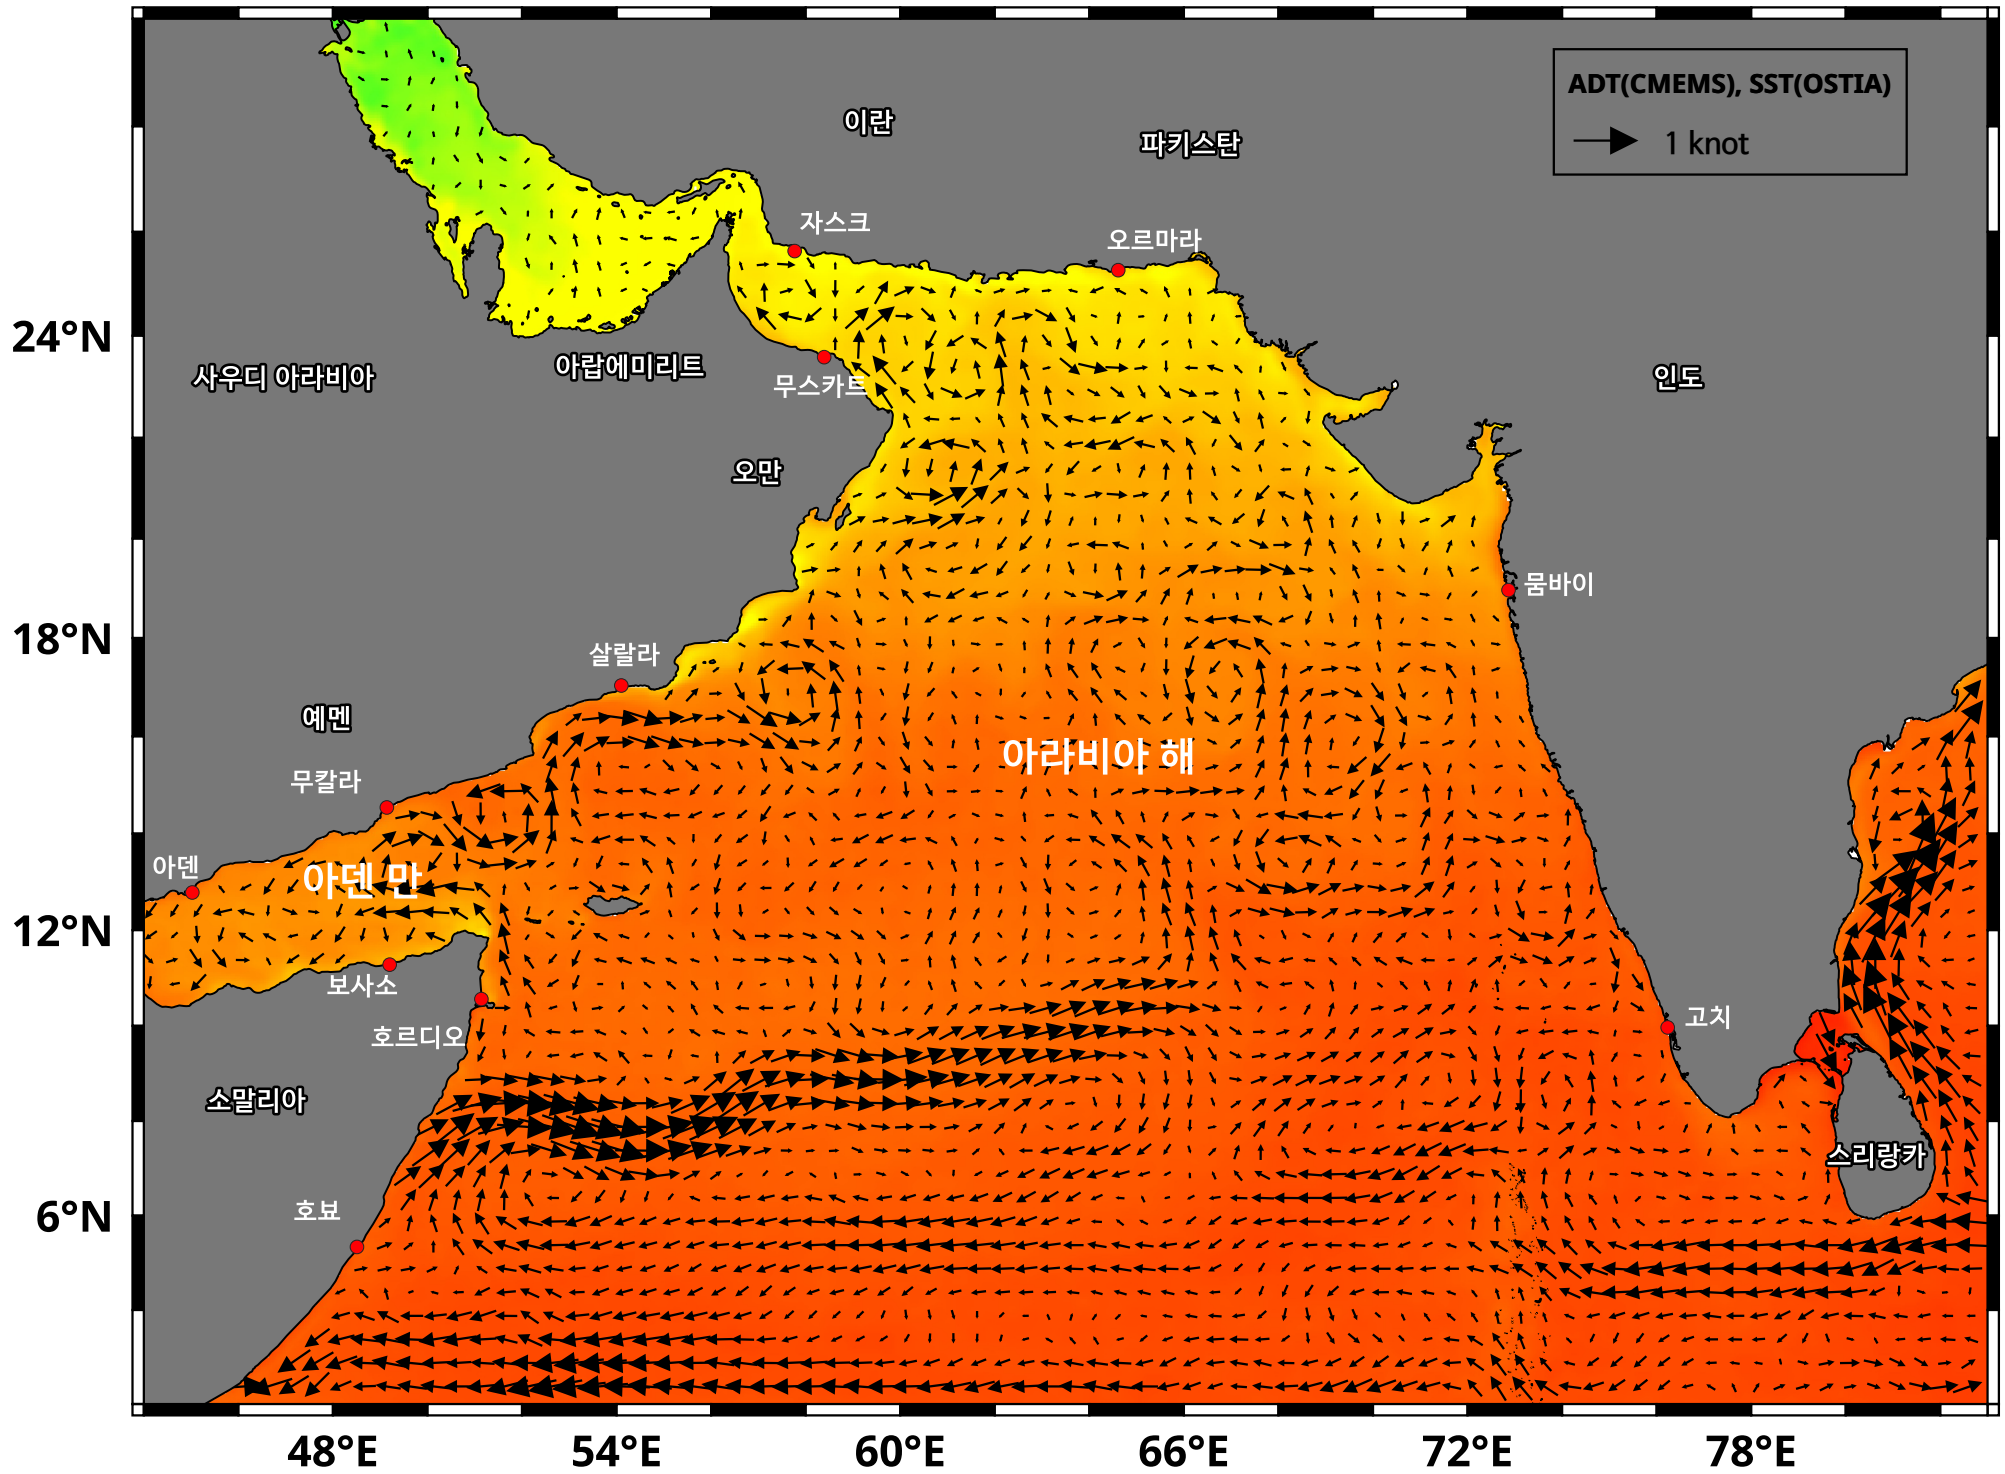 ADT(CMEMS), SST(OSTIA)
1 knot
이란
파키스탄
자스크
오르마라
24°N
사우디 아라비아
아랍에미리트
무스카트
인도
오만
뭄바이
18°N
살랄라
예멘
아라비아 해
무칼라
아덴
아덴 만
12°N
보사소
호르디오
고치
소말리아
스리랑카
호뵤
6°N
48°E
54°E
60°E
66°E
72°E
78°E